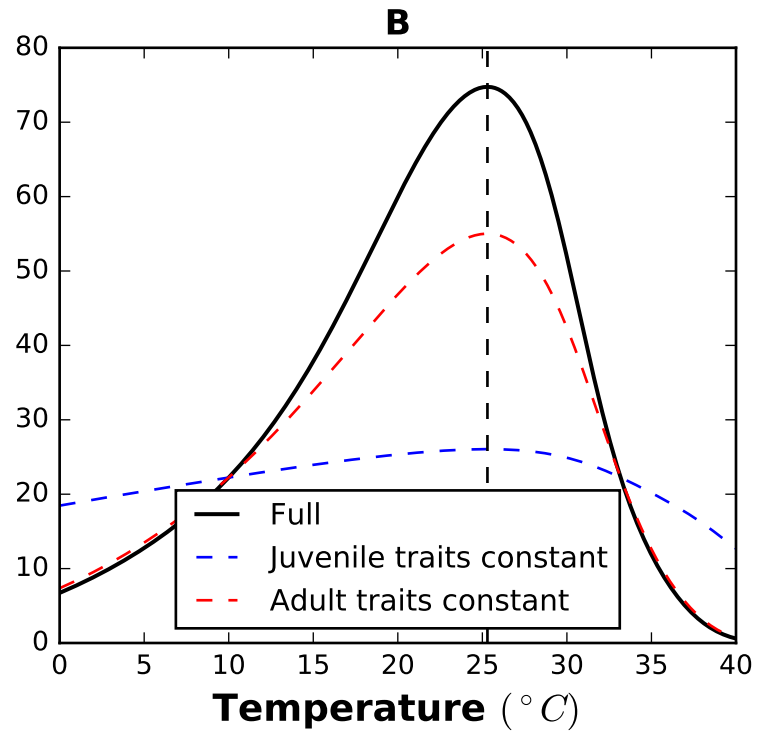 B
80
70
60
50
40
30
20
10
0
Full
Juvenile traits constant
Adult traits constant
0 5 10 15 20 25 30 35 40
Temperature (°C)